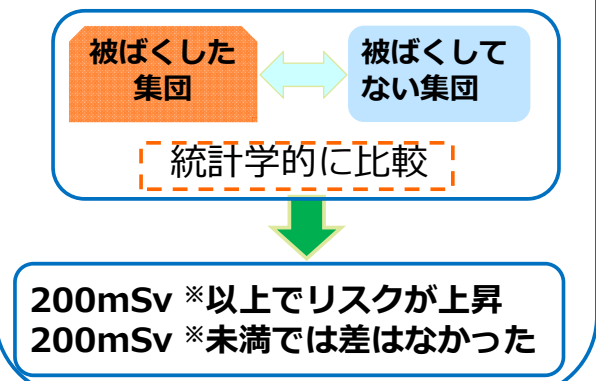 被ばくした
集団
被ばくして
ない集団
統計学的に比較
200mSv ※以上でリスクが上昇
200mSv ※未満では差はなかった